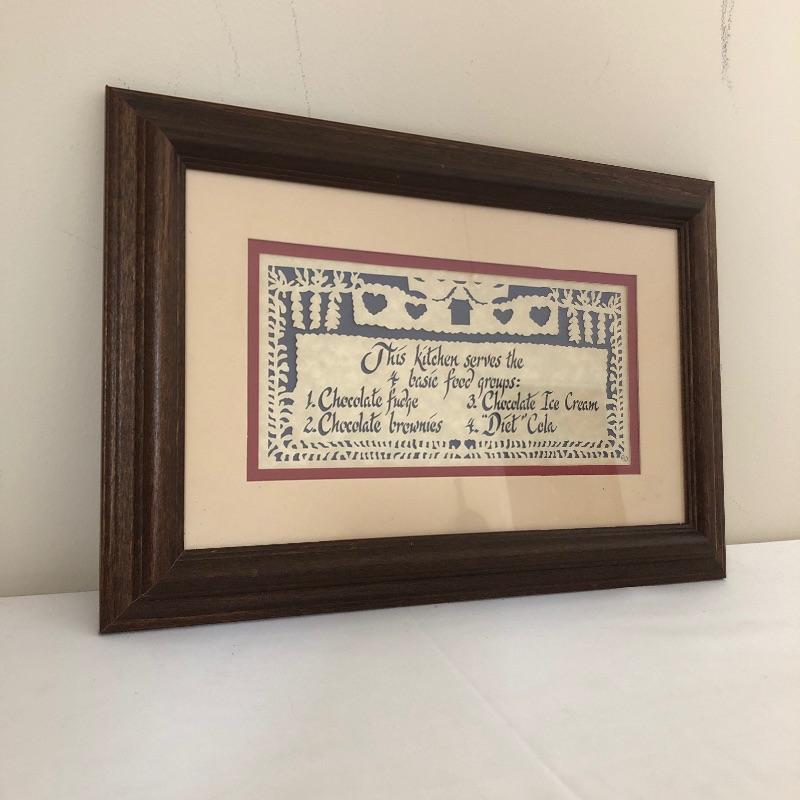 This kitchen serves the
4 basic food groups:
1. Chocolate fudge 3. Chocolate Ice Cream
2. Chocolate brownies 4. "Diet" Cola